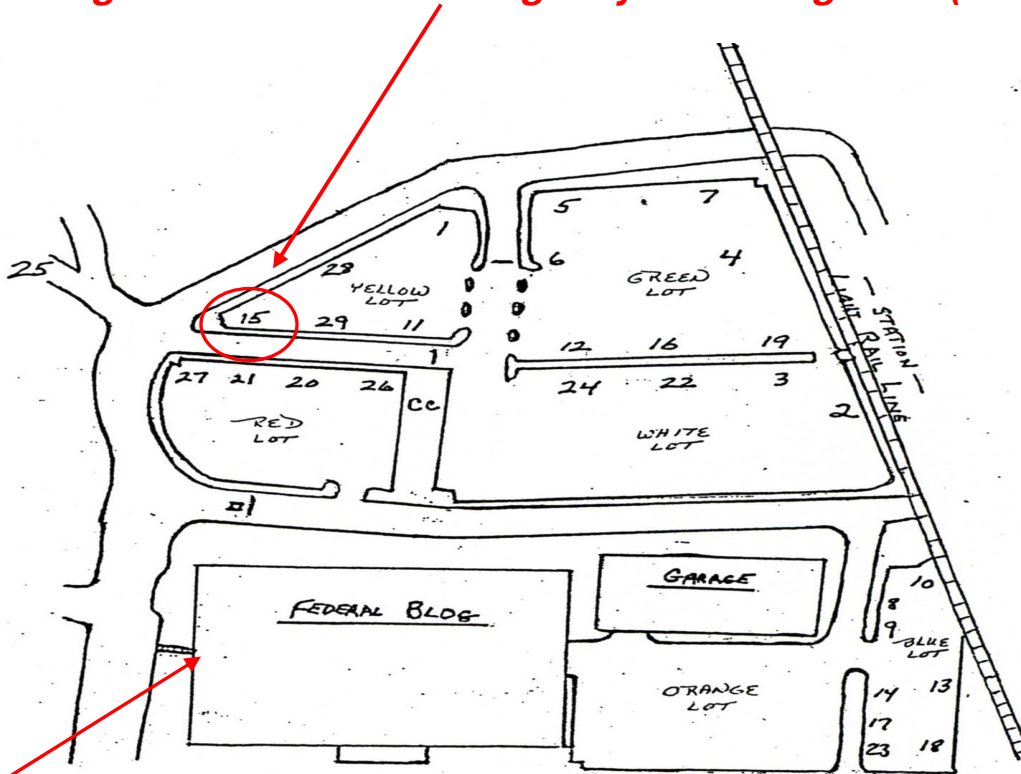 1
5
7
25
28
6
4
YELLOW
LOT
GREEN
LOT
— STATION —
LIGHT RAIL LINE
15
29
11
12
16
19
1
27
21
20
26
CC
24
22
3
2
RED
LOT
WHITE
LOT
GARAGE
10
FEDERAL BLDG
8
9
BLUE
LOT
ORANGE
LOT
14
13
17
23
18